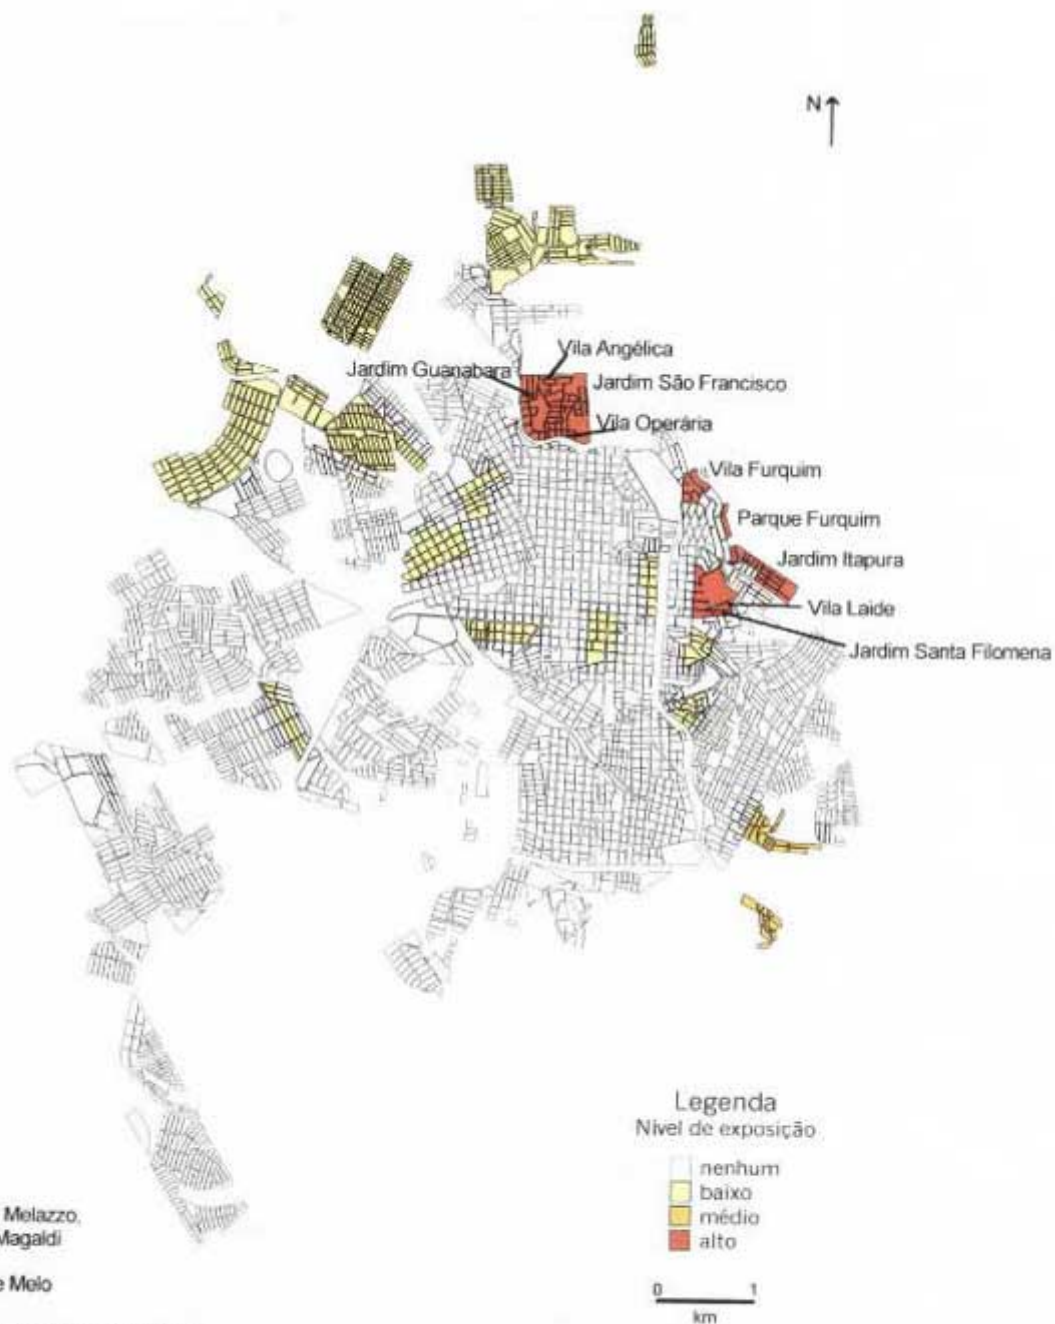 N
Vila Angélica
Jardim Guanabara
Jardim São Francisco
Vila Operária
Vila Furquim
Parque Furquim
Jardim Itapura
Vila Laide
Jardim Santa Filomena
Legenda
Nível de exposição
nenhum
baixo
médio
alto
0 1
km
Melazzo,
Magaldi
e Melo